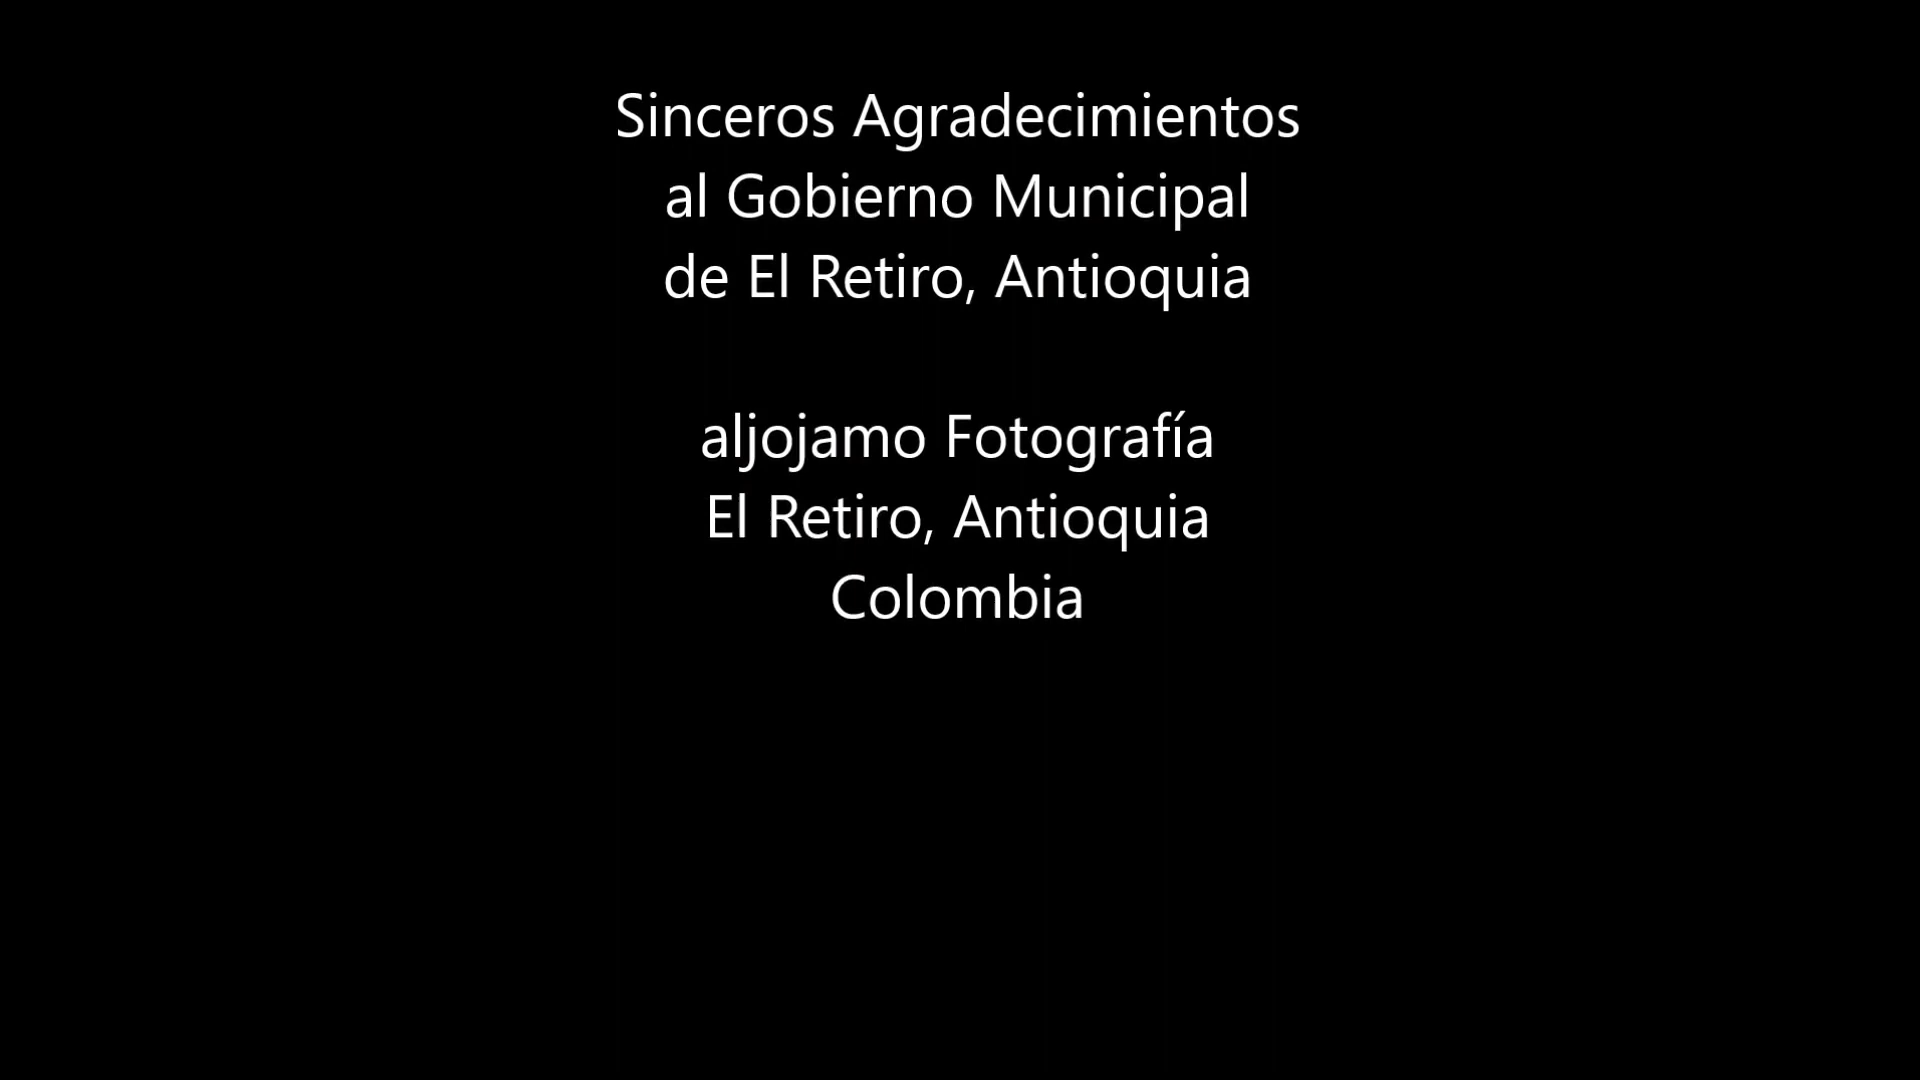 Sinceros Agradecimientos
al Gobierno Municipal
de El Retiro, Antioquia
aljojamo Fotografía
El Retiro, Antioquia
Colombia